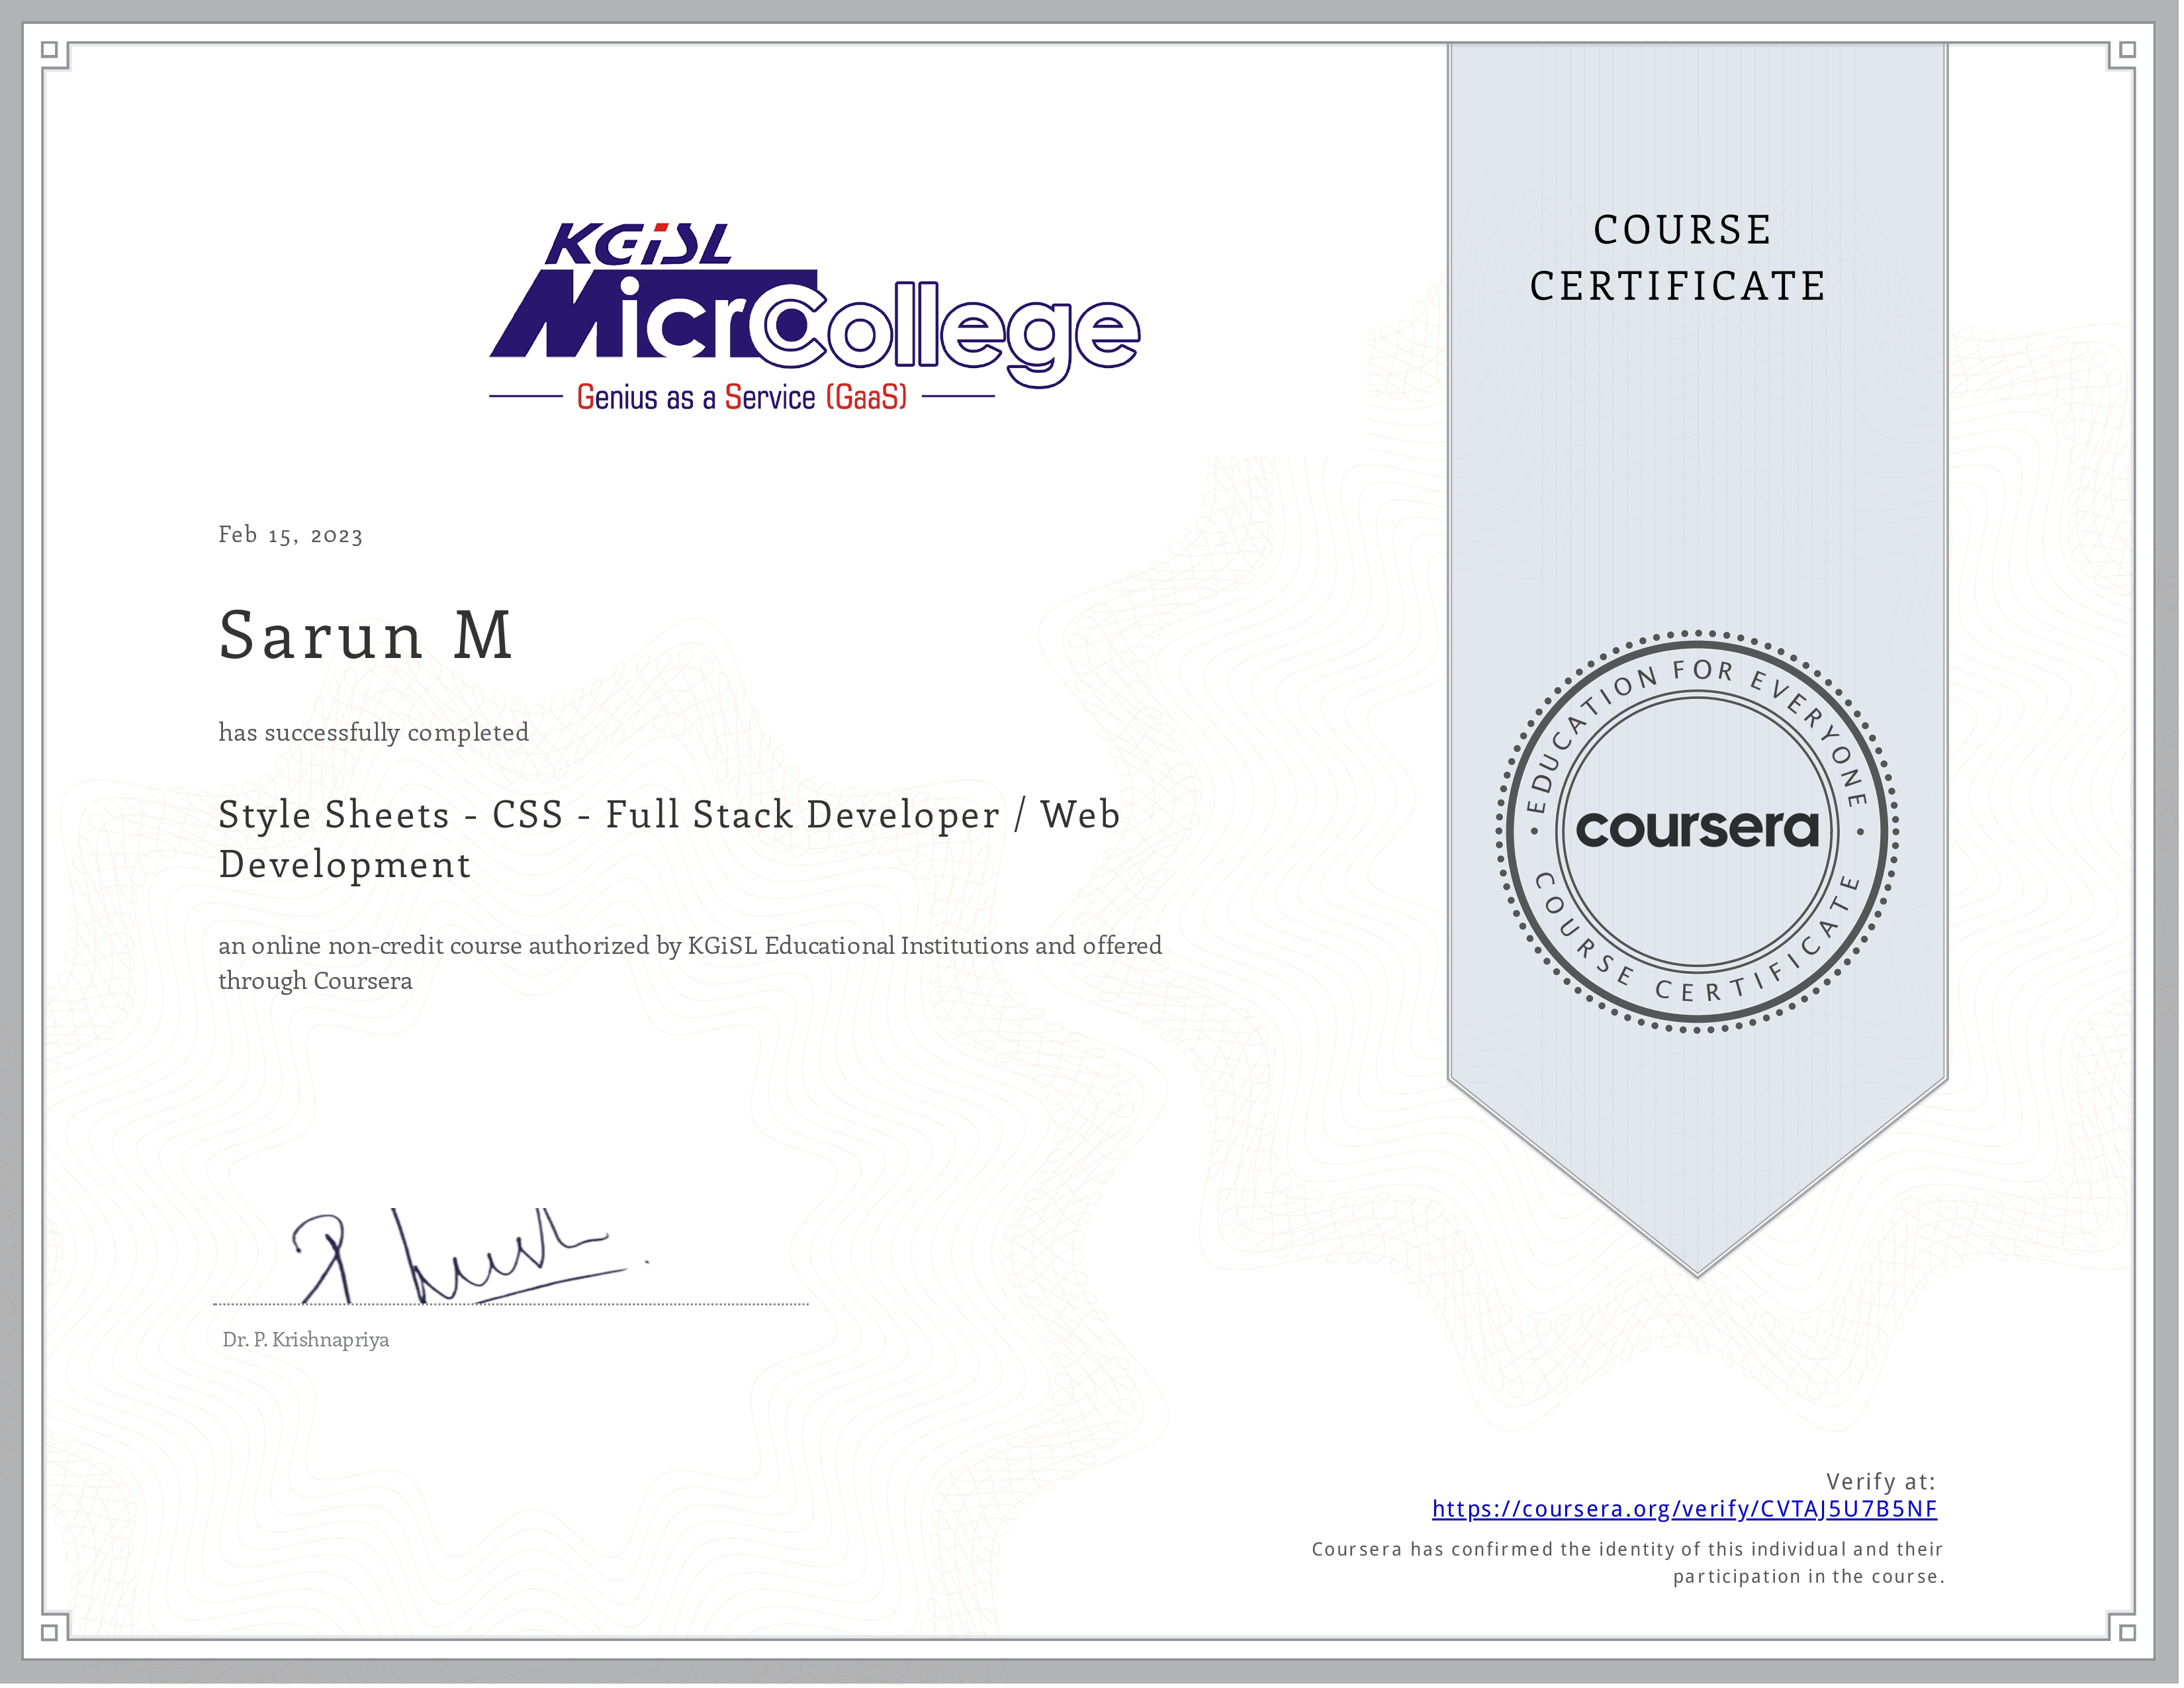 KGiSL
MicroCollege
Genius as a Service (GaaS)
COURSE
CERTIFICATE
Feb 15, 2023
Sarun M
has successfully completed
Style Sheets - CSS - Full Stack Developer / Web
Development
an online non-credit course authorized by KGiSL Educational Institutions and offered
through Coursera
EDUCATION FOR EVERYONE
coursera
COURSE CERTIFICATE
Dr. P. Krishnapriya
Verify at:
https://coursera.org/verify/CVTAJ5U7B5NF
Coursera has confirmed the identity of this individual and their
participation in the course.